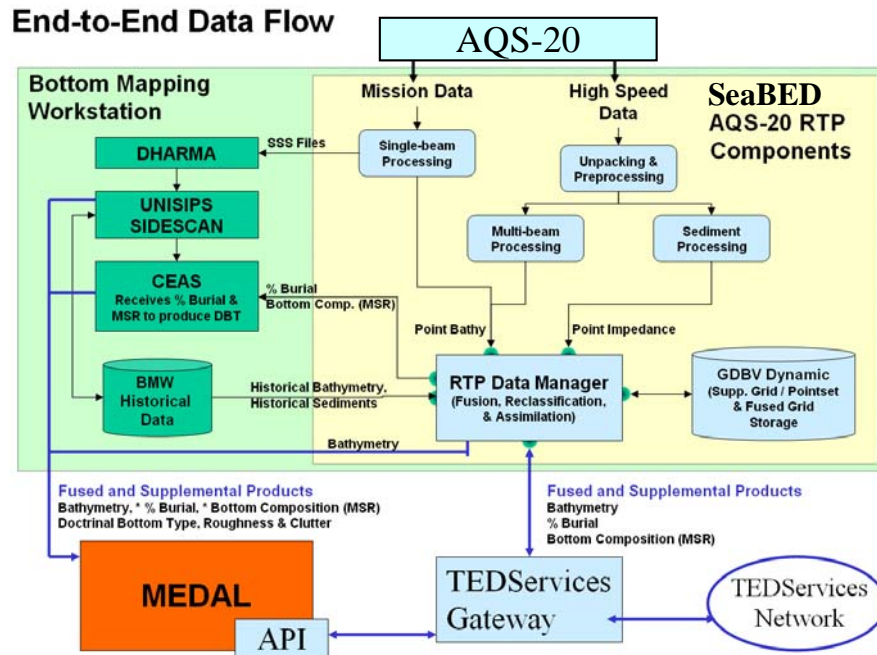 End-to-End Data Flow
AQS-20
Bottom Mapping
Workstation
Mission Data
High Speed
Data
SeaBED
AQS-20 RTP
Components
DHARMA
SSS Files
Single-beam
Processing
Unpacking &
Preprocessing
UNISIPS
SIDESCAN
Multi-beam
Processing
Sediment
Processing
CEAS
Receives % Burial &
MSR to produce DBT
% Burial
Bottom Comp. (MSR)
Point Bathy
Point Impedance
BMW
Historical
Data
Historical Bathymetry,
Historical Sediments
RTP Data Manager
(Fusion, Reclassification,
& Assimilation)
GDBV Dynamic
(Supp. Grid / Pointset
& Fused Grid
Storage
Bathymetry
Fused and Supplemental Products
Bathymetry, * % Burial, * Bottom Composition (MSR)
Doctrinal Bottom Type, Roughness & Clutter
Fused and Supplemental Products
Bathymetry
% Burial
Bottom Composition (MSR)
MEDAL
API
TEDServices
Gateway
TEDServices
Network